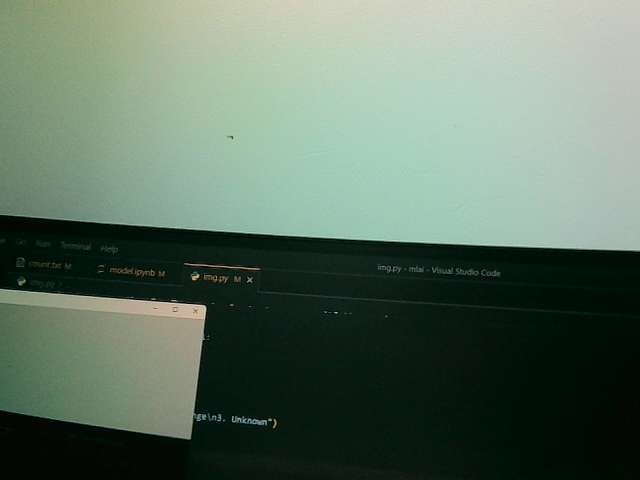 Run Terminal Help
img.py - mlai - Visual Studio Code
count.txt M model.ipynb M img.py M
img.py
nge\n3. Unknown")